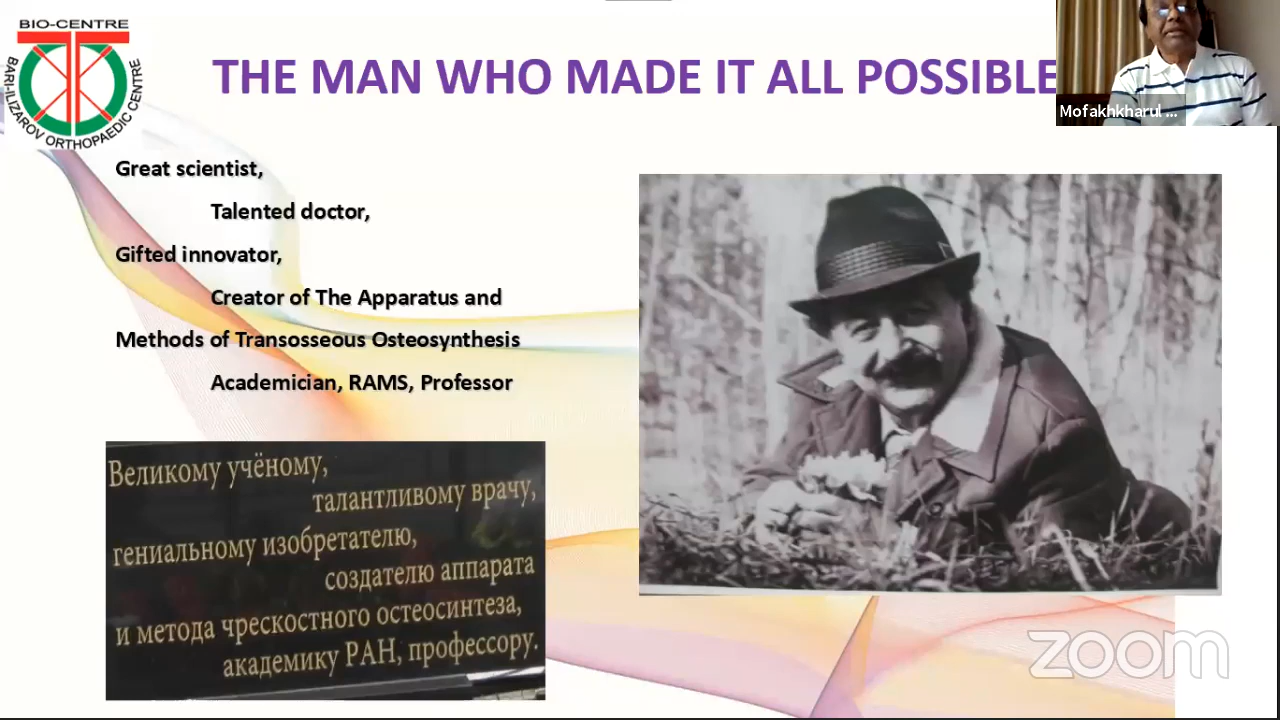 BIO-CENTRE
BARI-ILIZAROV ORTHOPAEDIC CENTRE
THE MAN WHO MADE IT ALL POSSIBLE
Mofakhkharul ...
Great scientist,
Talented doctor,
Gifted innovator,
Creator of The Apparatus and
Methods of Transosseous Osteosynthesis
Academician, RAMS, Professor
Великому учёному,
талантливому врачу,
гениальному изобретателю,
создателю аппарата
и метода чрескостного остеосинтеза,
академику РАН, профессору.
zoom